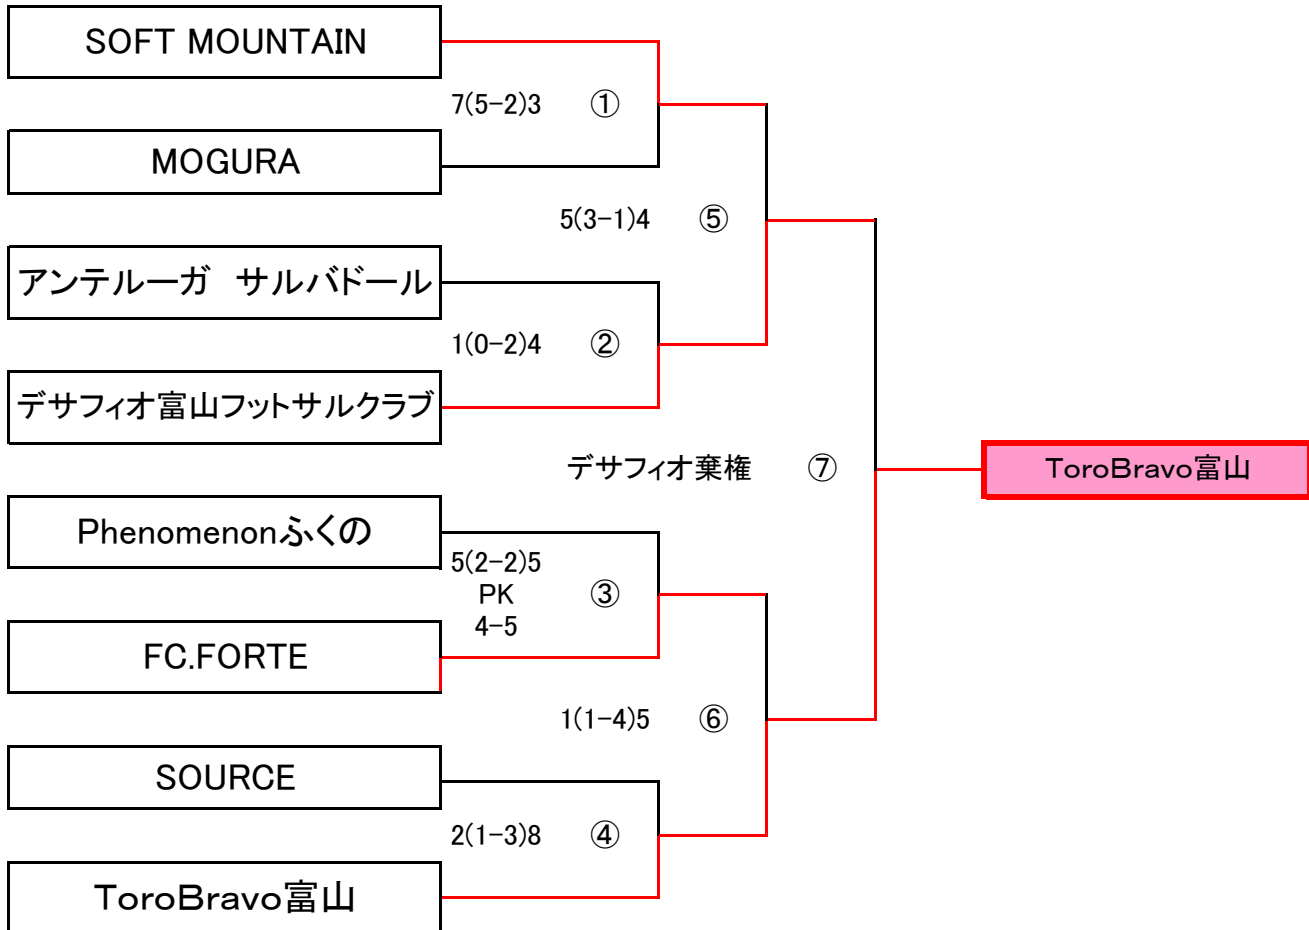 SOFT MOUNTAIN
7(5-2)3 ①
MOGURA
5(3-1)4 ⑤
アンテルーガ　サルバドール
1(0-2)4 ②
デサフィオ富山フットサルクラブ
デサフィオ棄権 ⑦
ToroBravo富山
Phenomenonふくの
5(2-2)5
PK ③
4-5
FC.FORTE
1(1-4)5 ⑥
SOURCE
2(1-3)8 ④
ToroBravo富山